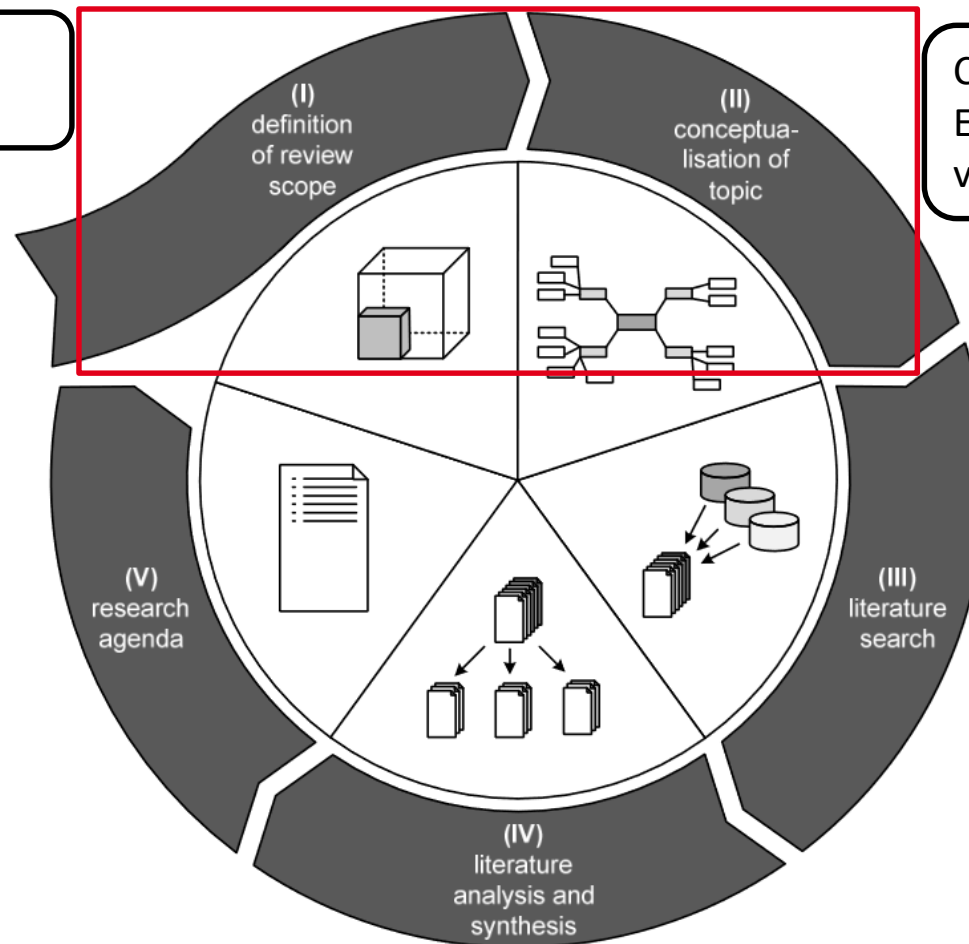 (I)
definition
of review
scope
(II)
conceptua-
lisation of
topic
(III)
literature
search
(IV)
literature
analysis and
synthesis
(V)
research
agenda